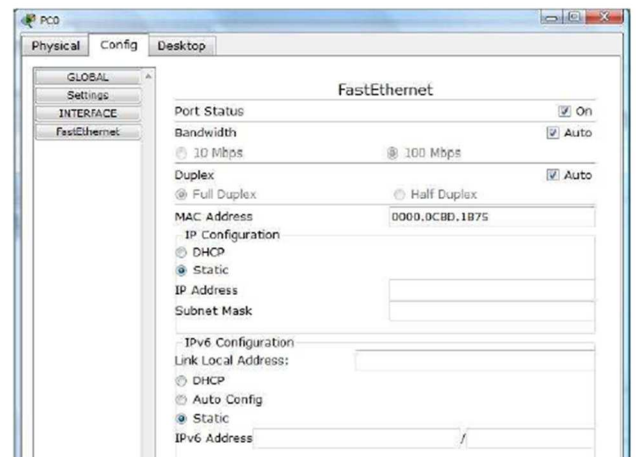 PC0
Physical Config Desktop
GLOBAL
Settings
INTERFACE
FastEthernet
FastEthernet
Port Status On
Bandwidth Auto
10 Mbps 100 Mbps
Duplex Auto
Full Duplex Half Duplex
MAC Address 0000.0CBD.1875
IP Configuration
DHCP
Static
IP Address
Subnet Mask
IPv6 Configuration
Link Local Address:
DHCP
Auto Config
Static
IPv6 Address /